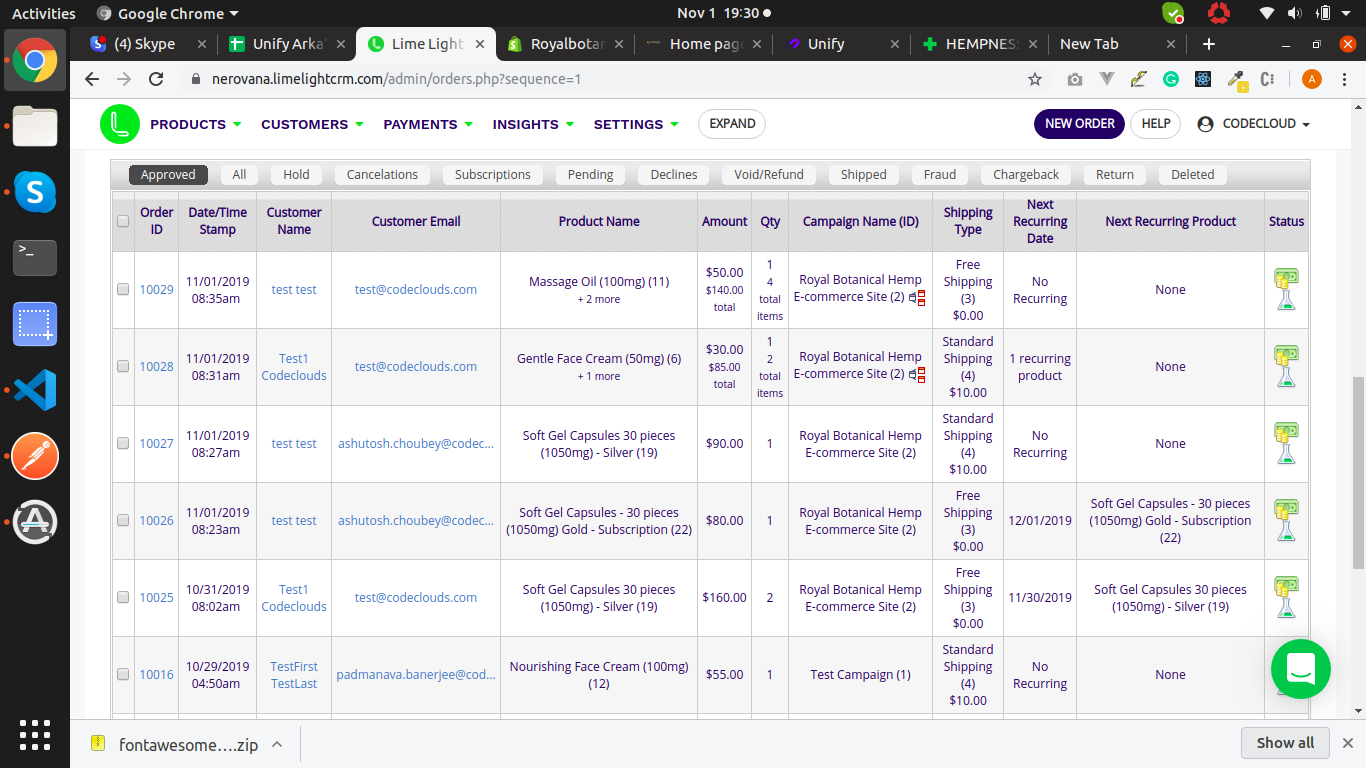 Activities
Google Chrome
Nov 1 19:30
(4) Skype
Unify Arka
Lime Light
Royalbotan
Home page
Unify
HEMPNESS
New Tab
nerovana.limelightcrm.com/admin/orders.php?sequence=1
A
PRODUCTS
CUSTOMERS
PAYMENTS
INSIGHTS
SETTINGS
EXPAND
NEW ORDER
HELP
CODECLOUD
Approved
All
Hold
Cancelations
Subscriptions
Pending
Declines
Void/Refund
Shipped
Fraud
Chargeback
Return
Deleted
Order
ID
Date/Time
Stamp
Customer
Name
Customer Email
Product Name
Amount
Qty
Campaign Name (ID)
Shipping
Type
Next
Recurring
Date
Next Recurring Product
Status
10029
11/01/2019
08:35am
test test
test@codeclouds.com
Massage Oil (100mg) (11)
+ 2 more
$50.00
$140.00
total
1
4
total
items
Royal Botanical Hemp
E-commerce Site (2)
Free
Shipping
(3)
$0.00
No
Recurring
None
10028
11/01/2019
08:31am
Test1
Codeclouds
test@codeclouds.com
Gentle Face Cream (50mg) (6)
+ 1 more
$30.00
$85.00
total
1
2
total
items
Royal Botanical Hemp
E-commerce Site (2)
Standard
Shipping
(4)
$10.00
1 recurring
product
None
10027
11/01/2019
08:27am
test test
ashutosh.choubey@codec...
Soft Gel Capsules 30 pieces
(1050mg) - Silver (19)
$90.00
1
Royal Botanical Hemp
E-commerce Site (2)
Standard
Shipping
(4)
$10.00
No
Recurring
None
10026
11/01/2019
08:23am
test test
ashutosh.choubey@codec...
Soft Gel Capsules - 30 pieces
(1050mg) Gold - Subscription (22)
$80.00
1
Royal Botanical Hemp
E-commerce Site (2)
Free
Shipping
(3)
$0.00
12/01/2019
Soft Gel Capsules - 30 pieces
(1050mg) Gold - Subscription
(22)
10025
10/31/2019
08:02am
Test1
Codeclouds
test@codeclouds.com
Soft Gel Capsules 30 pieces
(1050mg) - Silver (19)
$160.00
2
Royal Botanical Hemp
E-commerce Site (2)
Free
Shipping
(3)
$0.00
11/30/2019
Soft Gel Capsules 30 pieces
(1050mg) - Silver (19)
10016
10/29/2019
04:50am
TestFirst
TestLast
padmanava.banerjee@cod...
Nourishing Face Cream (100mg)
(12)
$55.00
1
Test Campaign (1)
Standard
Shipping
(4)
$10.00
No
Recurring
None
fontawesome....zip
Show all